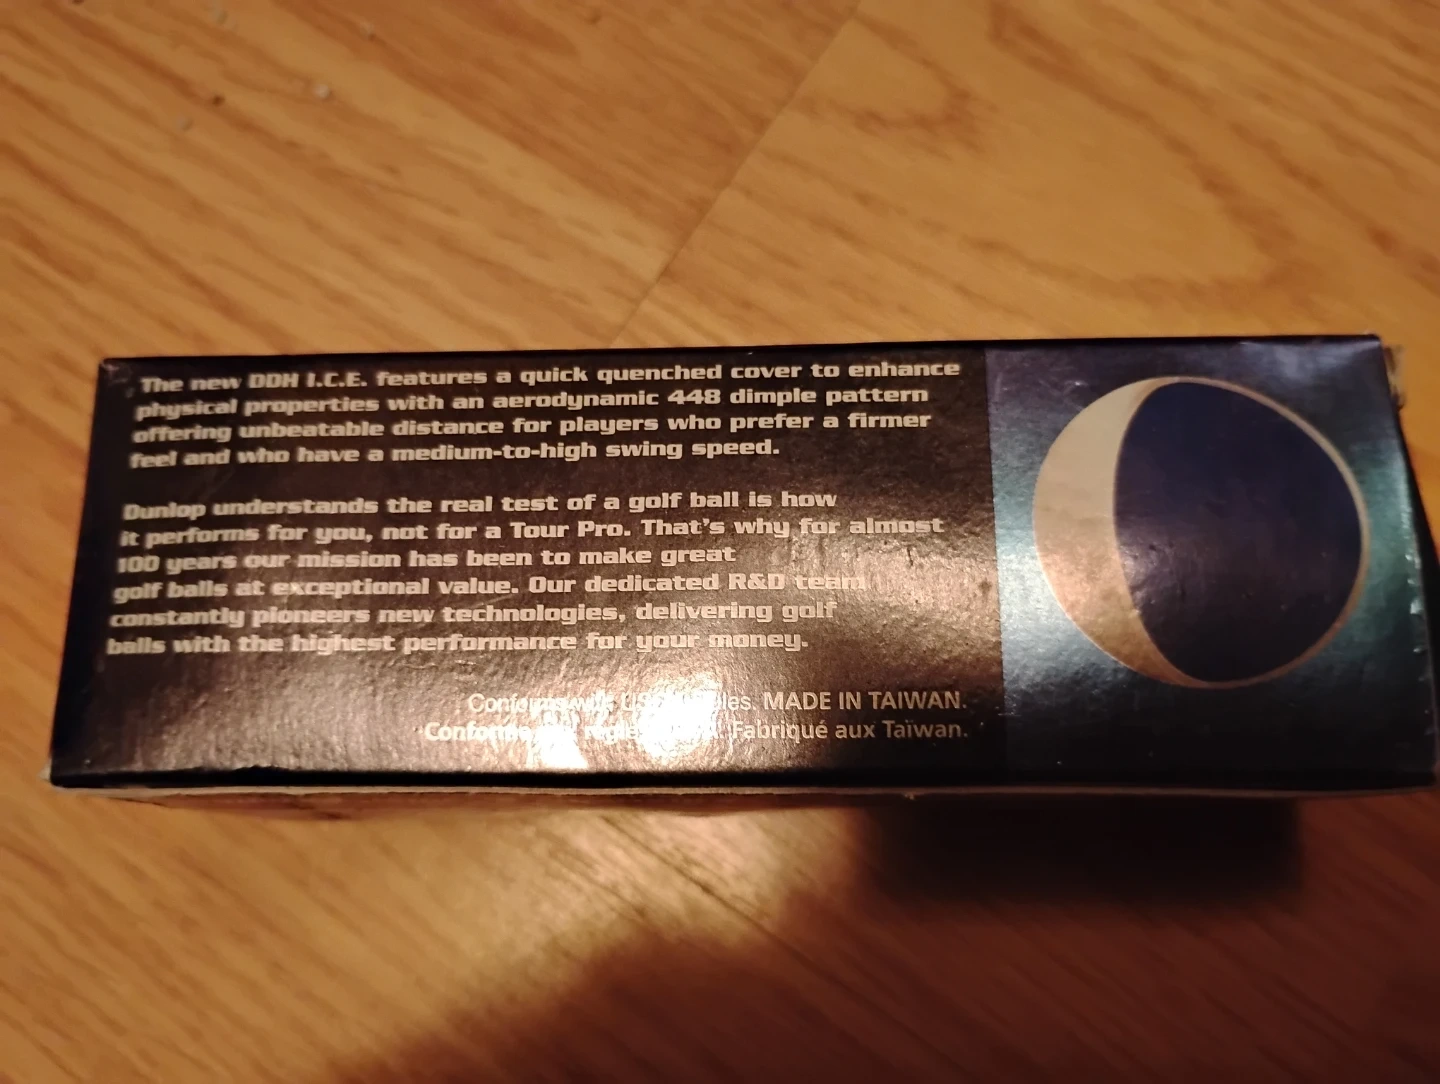 The new DDH I.C.E. features a quick quenched cover to enhance
physical properties with an aerodynamic 448 dimple pattern
offering unbeatable distance for players who prefer a firmer
feel and who have a medium-to-high swing speed.
Dunlop understands the real test of a golf ball is how
it performs for you, not for a Tour Pro. That's why for almost
100 years our mission has been to make great
golf balls at exceptional value. Our dedicated R&D team
constantly pioneers new technologies, delivering golf
balls with the highest performance for your money.
Conforms with MADE IN TAIWAN.
Fabriqué aux Taïwan.